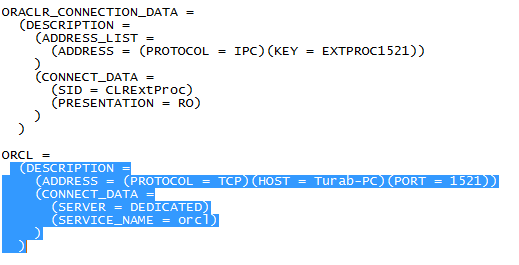 ORACLR_CONNECTION_DATA =
  (DESCRIPTION =
    (ADDRESS_LIST =
      (ADDRESS = (PROTOCOL = IPC)(KEY = EXTPROC1521))
    )
    (CONNECT_DATA =
      (SID = CLRExtProc)
      (PRESENTATION = RO)
    )
  )

ORCL =
  (DESCRIPTION =
    (ADDRESS = (PROTOCOL = TCP)(HOST = Turab-PC)(PORT = 1521))
    (CONNECT_DATA =
      (SERVER = DEDICATED)
      (SERVICE_NAME = orcl)
    )
  )